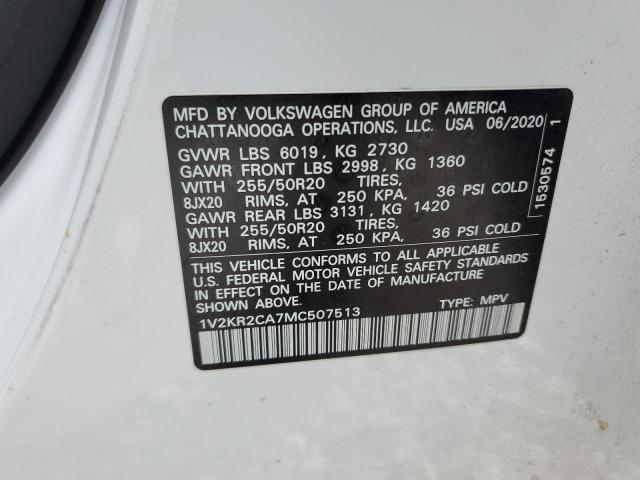 MFD BY VOLKSWAGEN GROUP OF AMERICA
CHATTANOOGA OPERATIONS, LLC. USA 06/2020
GVWR LBS 6019, KG 2730
GAWR FRONT LBS 2998, KG 1360
WITH 255/50R20 TIRES,
8JX20 RIMS, AT 250 KPA, 36 PSI COLD
GAWR REAR LBS 3131, KG 1420
WITH 255/50R20 TIRES,
8JX20 RIMS, AT 250 KPA, 36 PSI COLD
THIS VEHICLE CONFORMS TO ALL APPLICABLE
U.S. FEDERAL MOTOR VEHICLE SAFETY STANDARDS
IN EFFECT ON THE DATE OF MANUFACTURE
SHOWN ABOVE.
1V2KR2CA7MC507513 TYPE: MPV
1530574 1